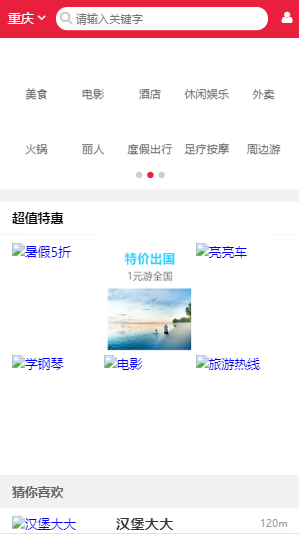 重庆 请输入关键字
美食 电影 酒店 休闲娱乐 外卖
火锅 丽人 度假出行 足疗按摩 周边游
超值特惠
暑假5折 特价出国 亮亮车
1元游全国
学钢琴 电影 旅游热线
猜你喜欢
汉堡大大 汉堡大大 120m